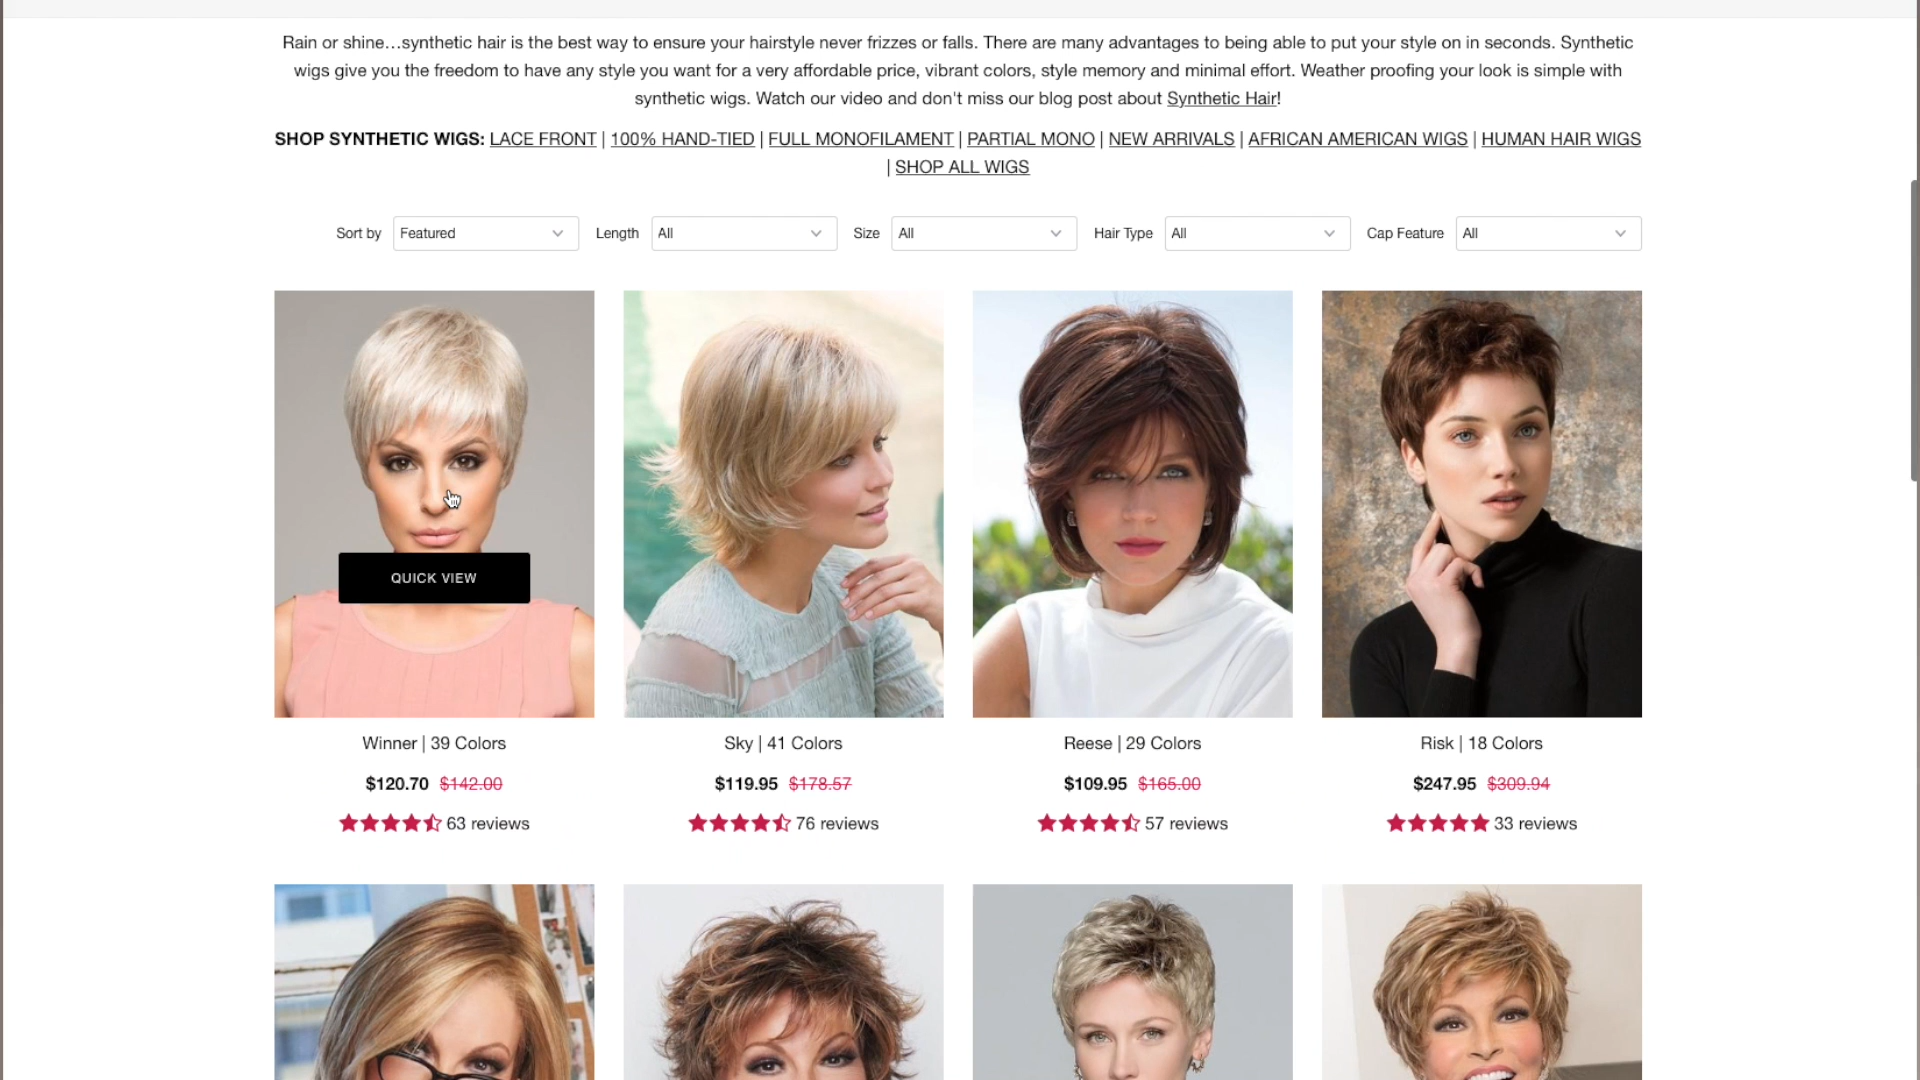 Rain or shine...synthetic hair is the best way to ensure your hairstyle never frizzes or falls. There are many advantages to being able to put your style on in seconds. Synthetic
wigs give you the freedom to have any style you want for a very affordable price, vibrant colors, style memory and minimal effort. Weather proofing your look is simple with
synthetic wigs. Watch our video and don't miss our blog post about Synthetic Hair!
SHOP SYNTHETIC WIGS: LACE FRONT | 100% HAND-TIED | FULL MONOFILAMENT | PARTIAL MONO | NEW ARRIVALS | AFRICAN AMERICAN WIGS | HUMAN HAIR WIGS
| SHOP ALL WIGS
Sort by Featured Length All Size All Hair Type All Cap Feature All
QUICK VIEW
Winner | 39 Colors
$120.70 $142.00
63 reviews
Sky | 41 Colors
$119.95 $178.57
76 reviews
Reese | 29 Colors
$109.95 $165.00
57 reviews
Risk | 18 Colors
$247.95 $309.94
33 reviews